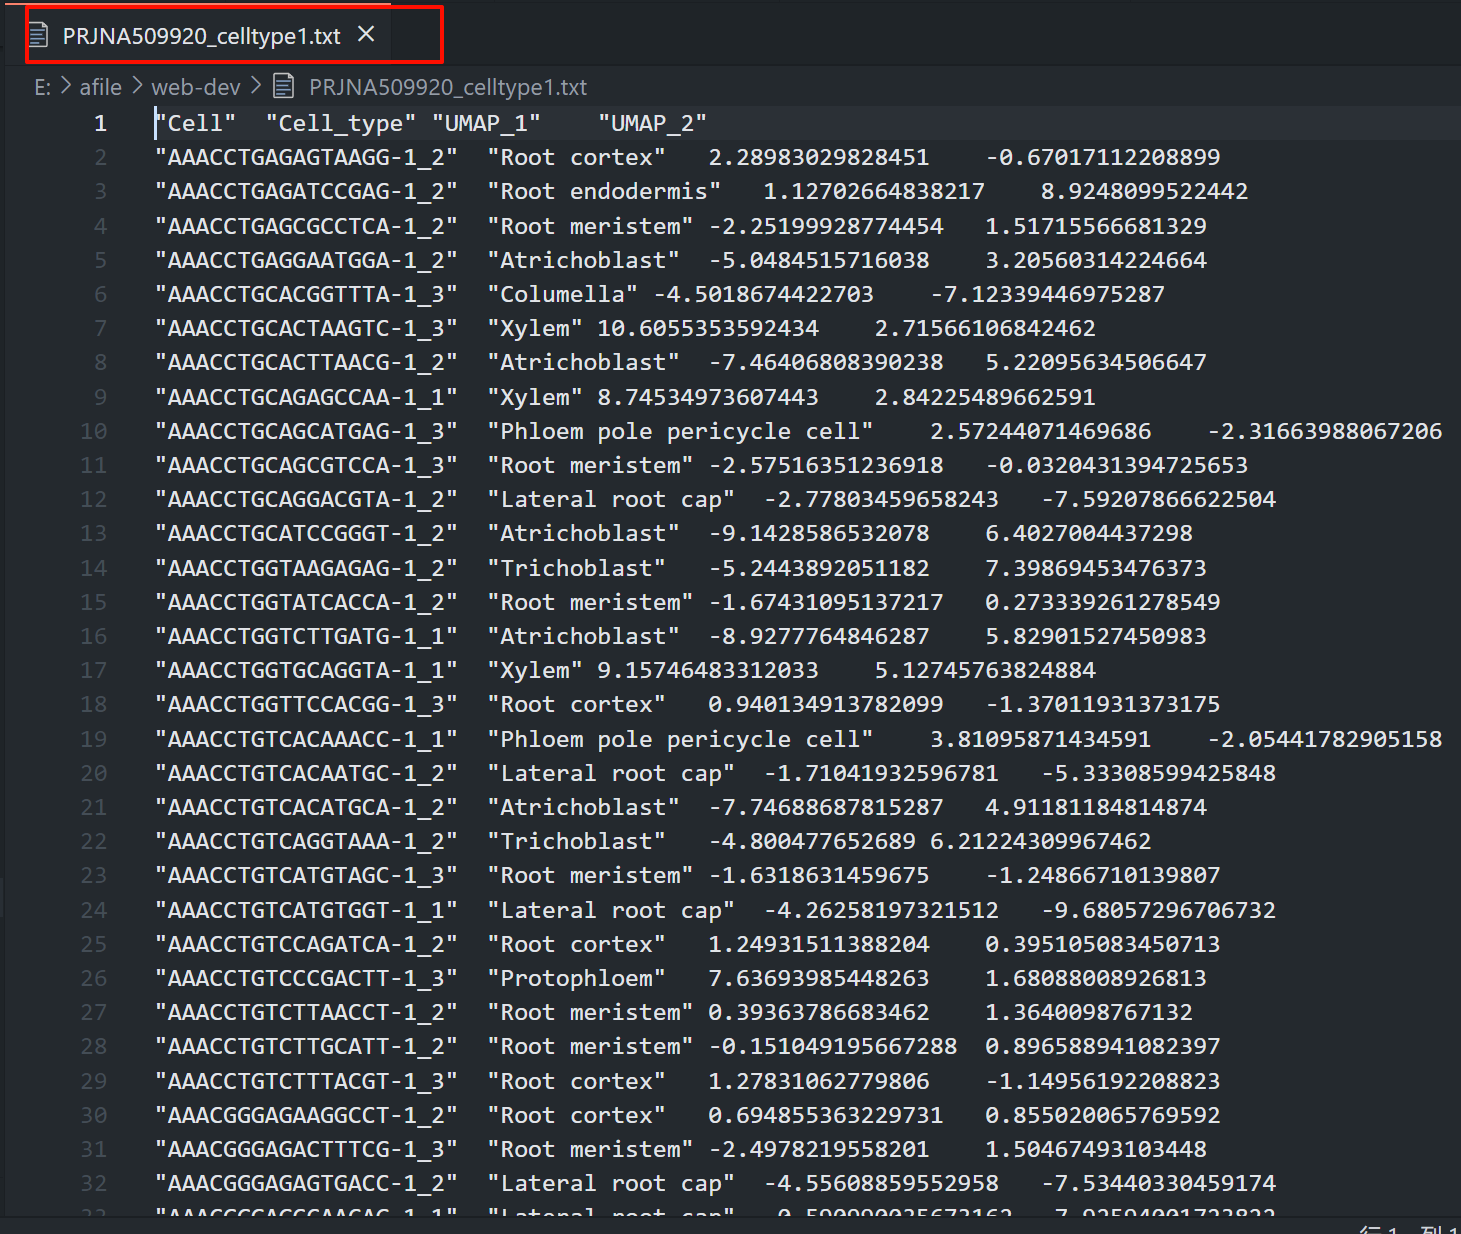 PRJNA509920_celltype1.txt
E: > afile > web-dev > PRJNA509920_celltype1.txt
1 "Cell" "Cell_type" "UMAP_1" "UMAP_2"
2 "AAACCTGAGAGTAAGG-1_2" "Root cortex" 2.28983029828451 -0.67017112208899
3 "AAACCTGAGATCCGAG-1_2" "Root endodermis" 1.12702664838217 8.9248099522442
4 "AAACCTGAGCGCCTCA-1_2" "Root meristem" -2.25199928774454 1.51715566681329
5 "AAACCTGAGGAATGGA-1_2" "Atrichoblast" -5.0484515716038 3.20560314224664
6 "AAACCTGCACGGTTTA-1_3" "Columella" -4.5018674422703 -7.12339446975287
7 "AAACCTGCACTAAGTC-1_3" "Xylem" 10.6055353592434 2.71566106842462
8 "AAACCTGCACTTAACG-1_2" "Atrichoblast" -7.46406808390238 5.22095634506647
9 "AAACCTGCAGAGCCAA-1_1" "Xylem" 8.74534973607443 2.84225489662591
10 "AAACCTGCAGCATGAG-1_3" "Phloem pole pericycle cell" 2.57244071469686 -2.31663988067206
11 "AAACCTGCAGCGTCCA-1_3" "Root meristem" -2.57516351236918 -0.0320431394725653
12 "AAACCTGCAGGACGTA-1_2" "Lateral root cap" -2.77803459658243 -7.59207866622504
13 "AAACCTGCATCCGGGT-1_2" "Atrichoblast" -9.1428586532078 6.4027004437298
14 "AAACCTGGTAAGAGAG-1_2" "Trichoblast" -5.2443892051182 7.39869453476373
15 "AAACCTGGTATCACCA-1_2" "Root meristem" -1.67431095137217 0.273339261278549
16 "AAACCTGGTCTTGATG-1_1" "Atrichoblast" -8.9277764846287 5.82901527450983
17 "AAACCTGGTGCAGGTA-1_1" "Xylem" 9.15746483312033 5.12745763824884
18 "AAACCTGGTTCCACGG-1_3" "Root cortex" 0.940134913782099 -1.37011931373175
19 "AAACCTGTCACAAACC-1_1" "Phloem pole pericycle cell" 3.81095871434591 -2.05441782905158
20 "AAACCTGTCACAATGC-1_2" "Lateral root cap" -1.71041932596781 -5.33308599425848
21 "AAACCTGTCACATGCA-1_2" "Atrichoblast" -7.74688687815287 4.91181184814874
22 "AAACCTGTCAGGTAAA-1_2" "Trichoblast" -4.800477652689 6.21224309967462
23 "AAACCTGTCATGTAGC-1_3" "Root meristem" -1.6318631459675 -1.24866710139807
24 "AAACCTGTCATGTGGT-1_1" "Lateral root cap" -4.26258197321512 -9.68057296706732
25 "AAACCTGTCCAGATCA-1_2" "Root cortex" 1.24931511388204 0.395105083450713
26 "AAACCTGTCCCGACTT-1_3" "Protophloem" 7.63693985448263 1.68088008926813
27 "AAACCTGTCTTAACCT-1_2" "Root meristem" 0.39363786683462 1.3640098767132
28 "AAACCTGTCTTGCATT-1_2" "Root meristem" -0.151049195667288 0.896588941082397
29 "AAACCTGTCTTTACGT-1_3" "Root cortex" 1.27831062779806 -1.14956192208823
30 "AAACGGGAGAAGGCCT-1_2" "Root cortex" 0.694855363229731 0.855020065769592
31 "AAACGGGAGACTTTCG-1_3" "Root meristem" -2.4978219558201 1.50467493103448
32 "AAACGGGAGAGTGACC-1_2" "Lateral root cap" -4.55608859552958 -7.53440330459174
33 "Lateral root cap"